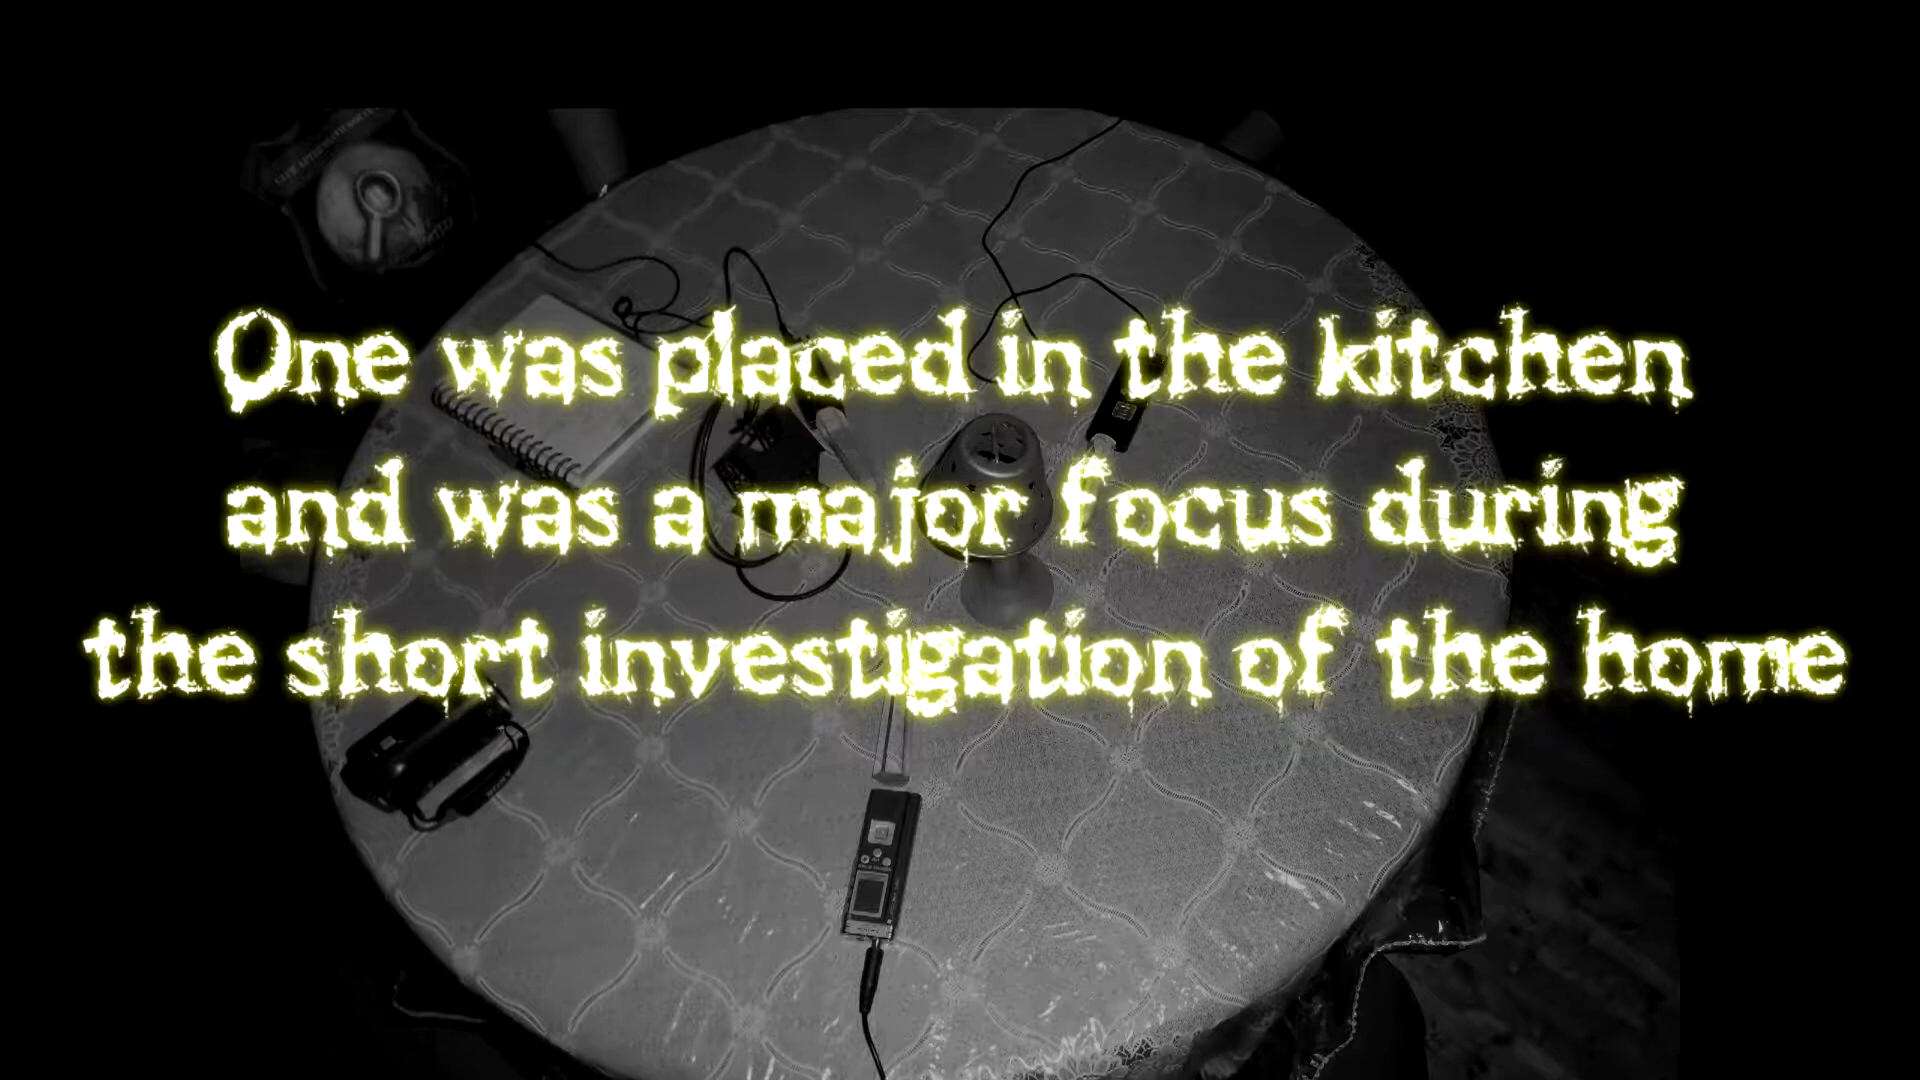 One was placed in the kitchen
and was a major focus during
the short investigation of the home